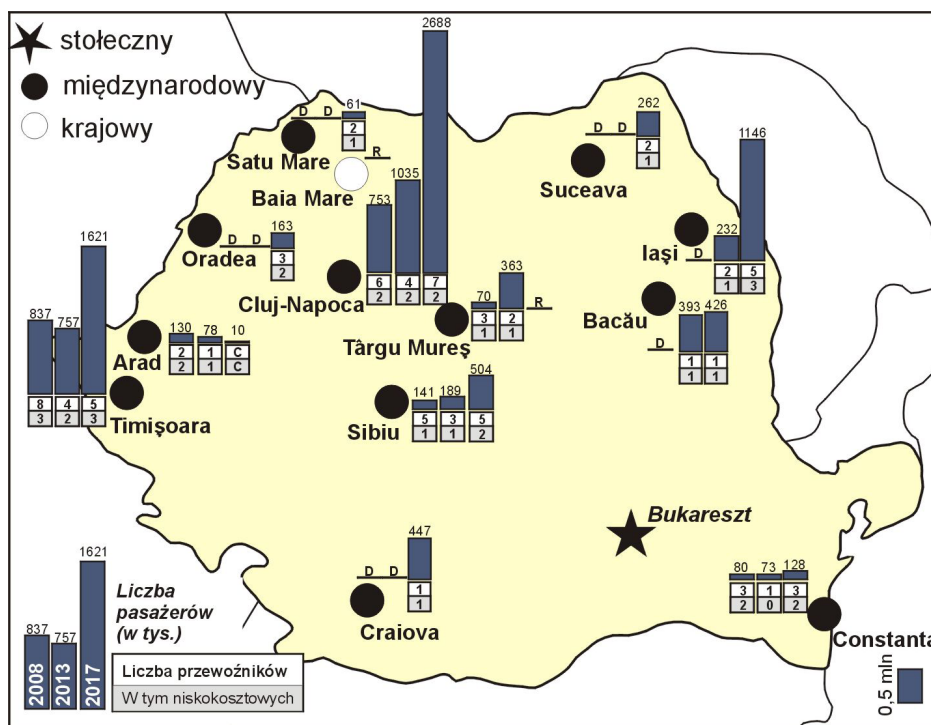 stołeczny
międzynarodowy
krajowy
2688
D D 61
2
1
Satu Mare
R
Baia Mare
262
D D
2
1
Suceava
1146
232
D
Iaşi
2 5
1 3
753 1035
6 4 7
2 2 2
Cluj-Napoca
163
D D
3
2
Oradea
363
70
R
3 2
1 1
Târgu Mureş
393 426
D
1 1
1 1
Bacău
1621
837 757
8 4 5
3 2 3
Timişoara
130 78 10
2 1 C
2 1 C
Arad
504
141 189
5 3 5
1 1 2
Sibiu
Bukareszt
447
D D
1
1
Craiova
80 73 128
3 1 3
2 0 2
Constanta
1621
837 757
2008 2013 2017
Liczba
pasażerów
(w tys.)
Liczba przewoźników
W tym niskokosztowych
0,5 mln